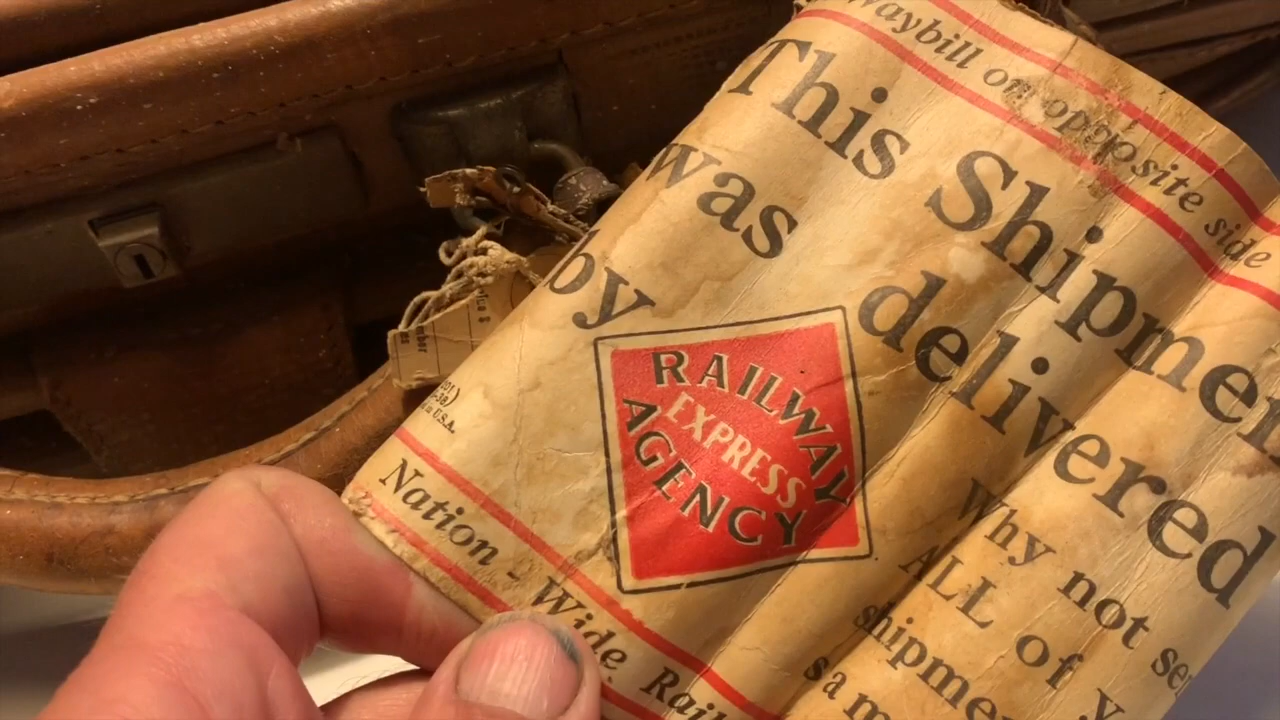 Waybill on opposite side
This Shipmen
was delivered
by
RAILWAY
EXPRESS
AGENCY
Why not se
ALL of Y
shipme
sam
U.S.A.
Nation - Wide Rail